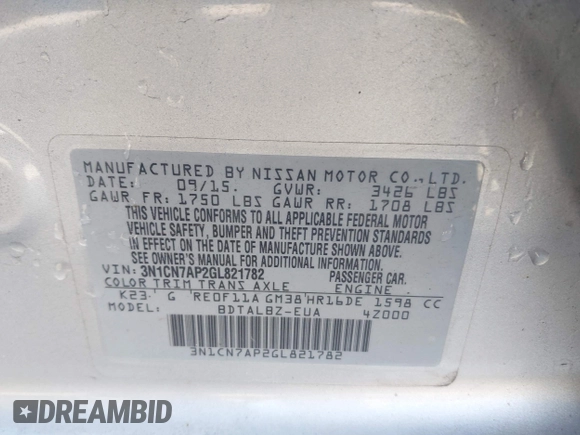 MANUFACTURED BY NISSAN MOTOR CO.,LTD.
DATE: 09/15. GVWR: 3426 LBS
GAWR FR: 1750 LBS GAWR RR: 1708 LBS
THIS VEHICLE CONFORMS TO ALL APPLICABLE FEDERAL MOTOR
VEHICLE SAFETY, BUMPER AND THEFT PREVENTION STANDARDS
IN EFFECT ON THE DATE OF MANUFACTURE SHOWN ABOVE.
SEE OWNER'S MANUAL FOR ADDITIONAL INFORMATION.
VIN: 3N1CN7AP2GL821782 PASSENGER CAR.
COLOR TRIM TRANS AXLE ENGINE
K23 G RE0F11A GM38 HR16DE 1598 CC
MODEL: BDTALBZ-EUA 4Z000
3N1CN7AP2GL821782
DREAMBID